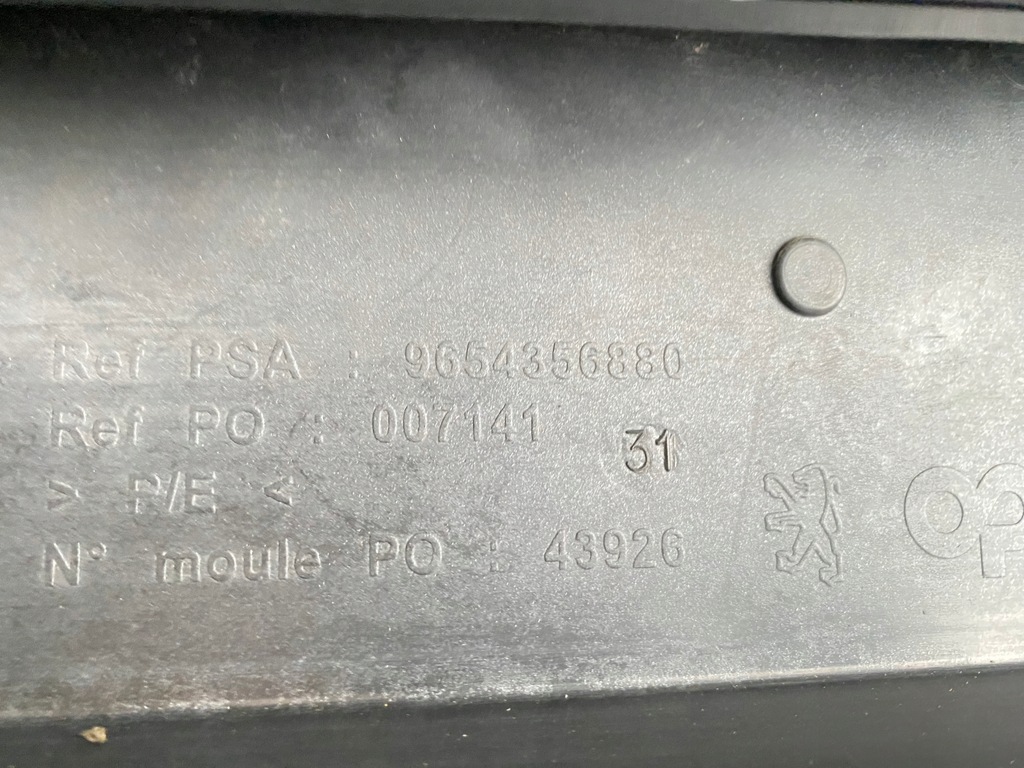 Ref PSA : 9654356880
Ref PO : 007141
31
> P/E <
N° moule PO : 43926